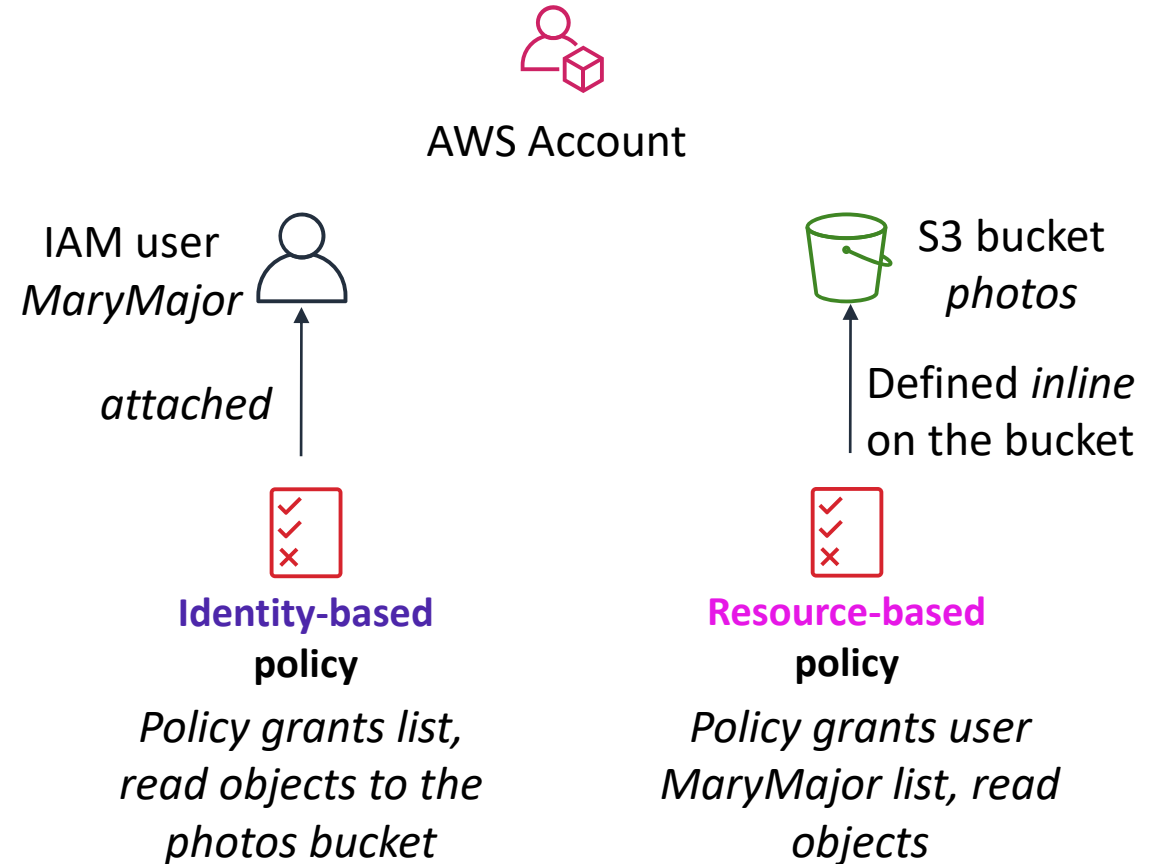 AWS Account
IAM user
MaryMajor
attached
Identity-based
policy
Policy grants list,
read objects to the
photos bucket
S3 bucket
photos
Defined inline
on the bucket
Resource-based
policy
Policy grants user
MaryMajor list, read
objects